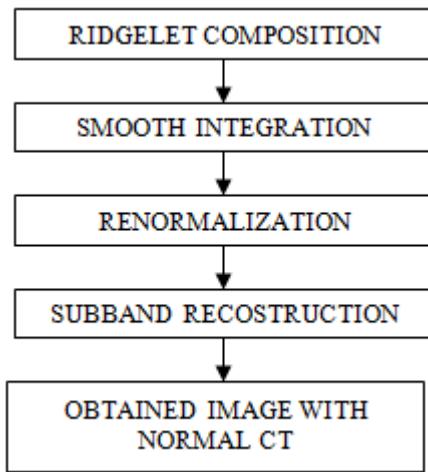 RIDGELET COMPOSITION
SMOOTH INTEGRATION
RENORMALIZATION
SUBBAND RECOSTRUCTION
OBTAINED IMAGE WITH
NORMAL CT